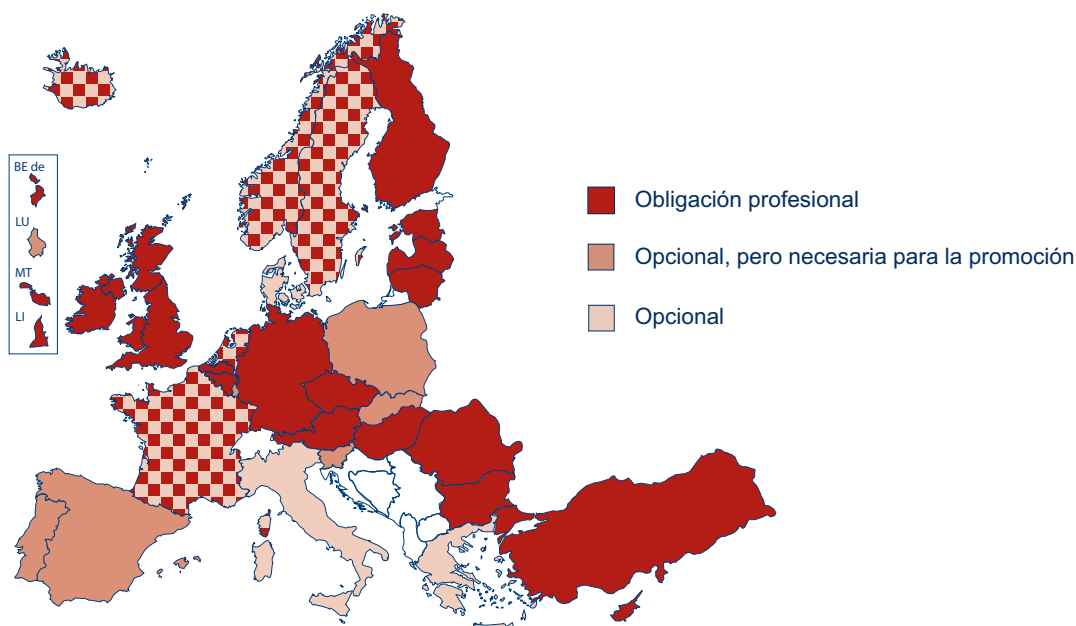 BE de
LU
MT
LI
Obligación profesional
Opcional, pero necesaria para la promoción
Opcional